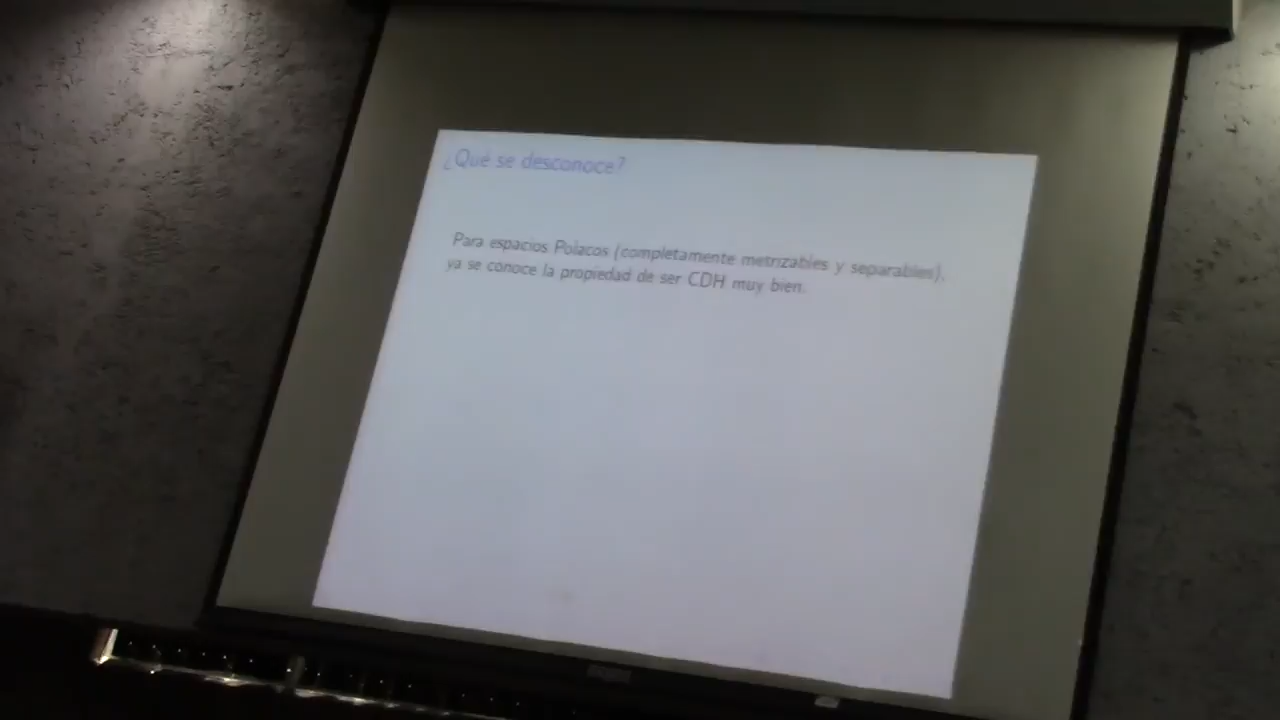 ¿Qué se desconoce?
Para espacios Polacos (completamente metrizables y separables),
ya se conoce la propiedad de ser CDH muy bien.